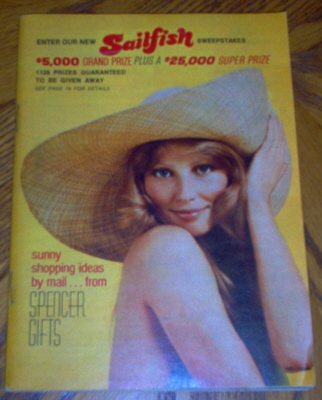 ENTER OUR NEW Sailfish SWEEPSTAKES
$5,000 GRAND PRIZE PLUS A $25,000 SUPER PRIZE
1126 PRIZES GUARANTEED
TO BE GIVEN AWAY
SEE PAGE 16 FOR DETAILS
sunny
shopping ideas
by mail...from
SPENCER
GIFTS